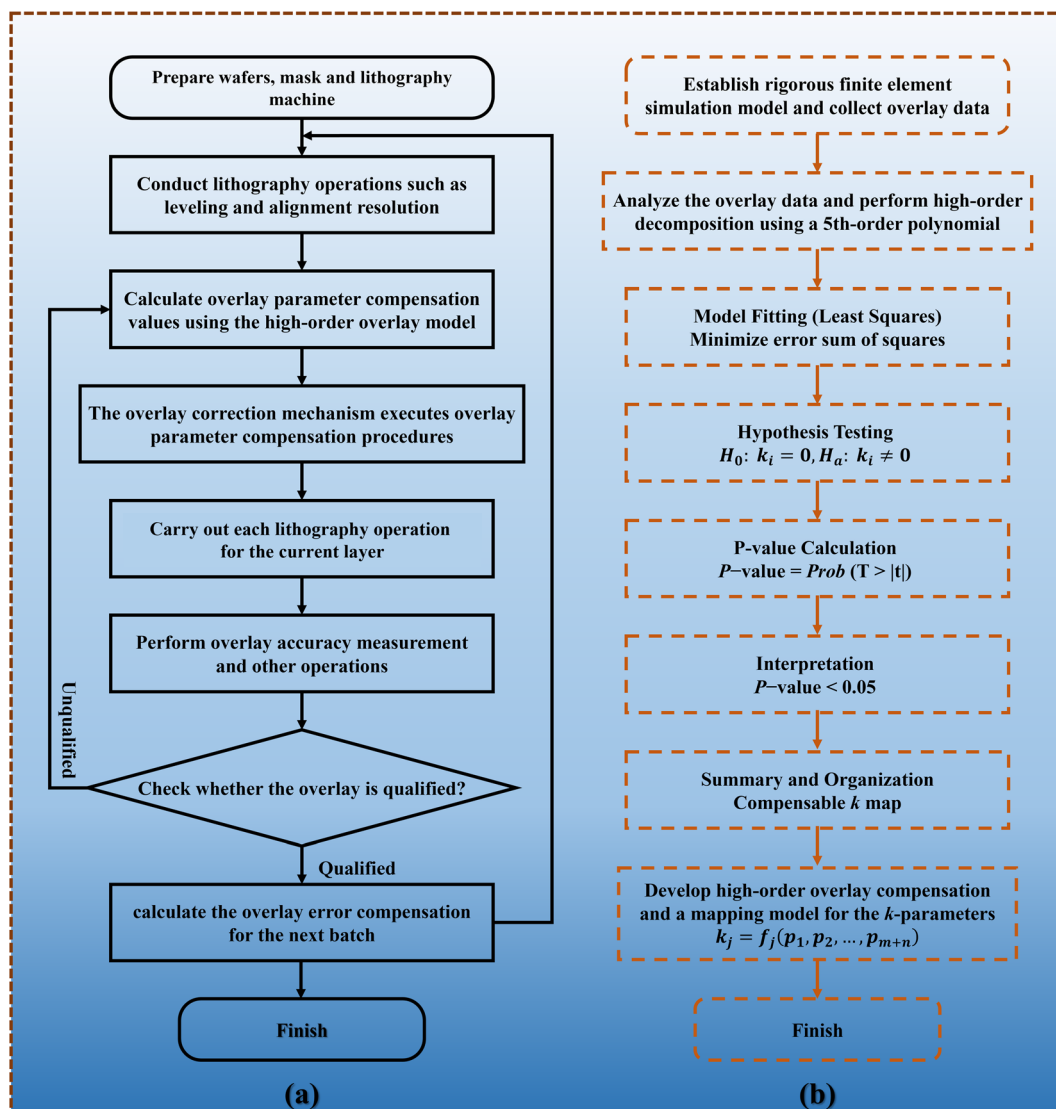 Prepare wafers, mask and lithography
machine
Conduct lithography operations such as
leveling and alignment resolution
Calculate overlay parameter compensation
values using the high-order overlay model
The overlay correction mechanism executes overlay
parameter compensation procedures
Carry out each lithography operation
for the current layer
Perform overlay accuracy measurement
and other operations
Unqualified
Check whether the overlay is qualified?
Qualified
calculate the overlay error compensation
for the next batch
Finish
(a)
Establish rigorous finite element
simulation model and collect overlay data
Analyze the overlay data and perform high-order
decomposition using a 5th-order polynomial
Model Fitting (Least Squares)
Minimize error sum of squares
Hypothesis Testing
H₀: kᵢ = 0, Hₐ: kᵢ ≠ 0
P-value Calculation
P−value = Prob (T > |t|)
Interpretation
P−value < 0.05
Summary and Organization
Compensable k map
Develop high-order overlay compensation
and a mapping model for the k-parameters
kⱼ = fⱼ(p₁, p₂, …, pₘ₊ₙ)
Finish
(b)